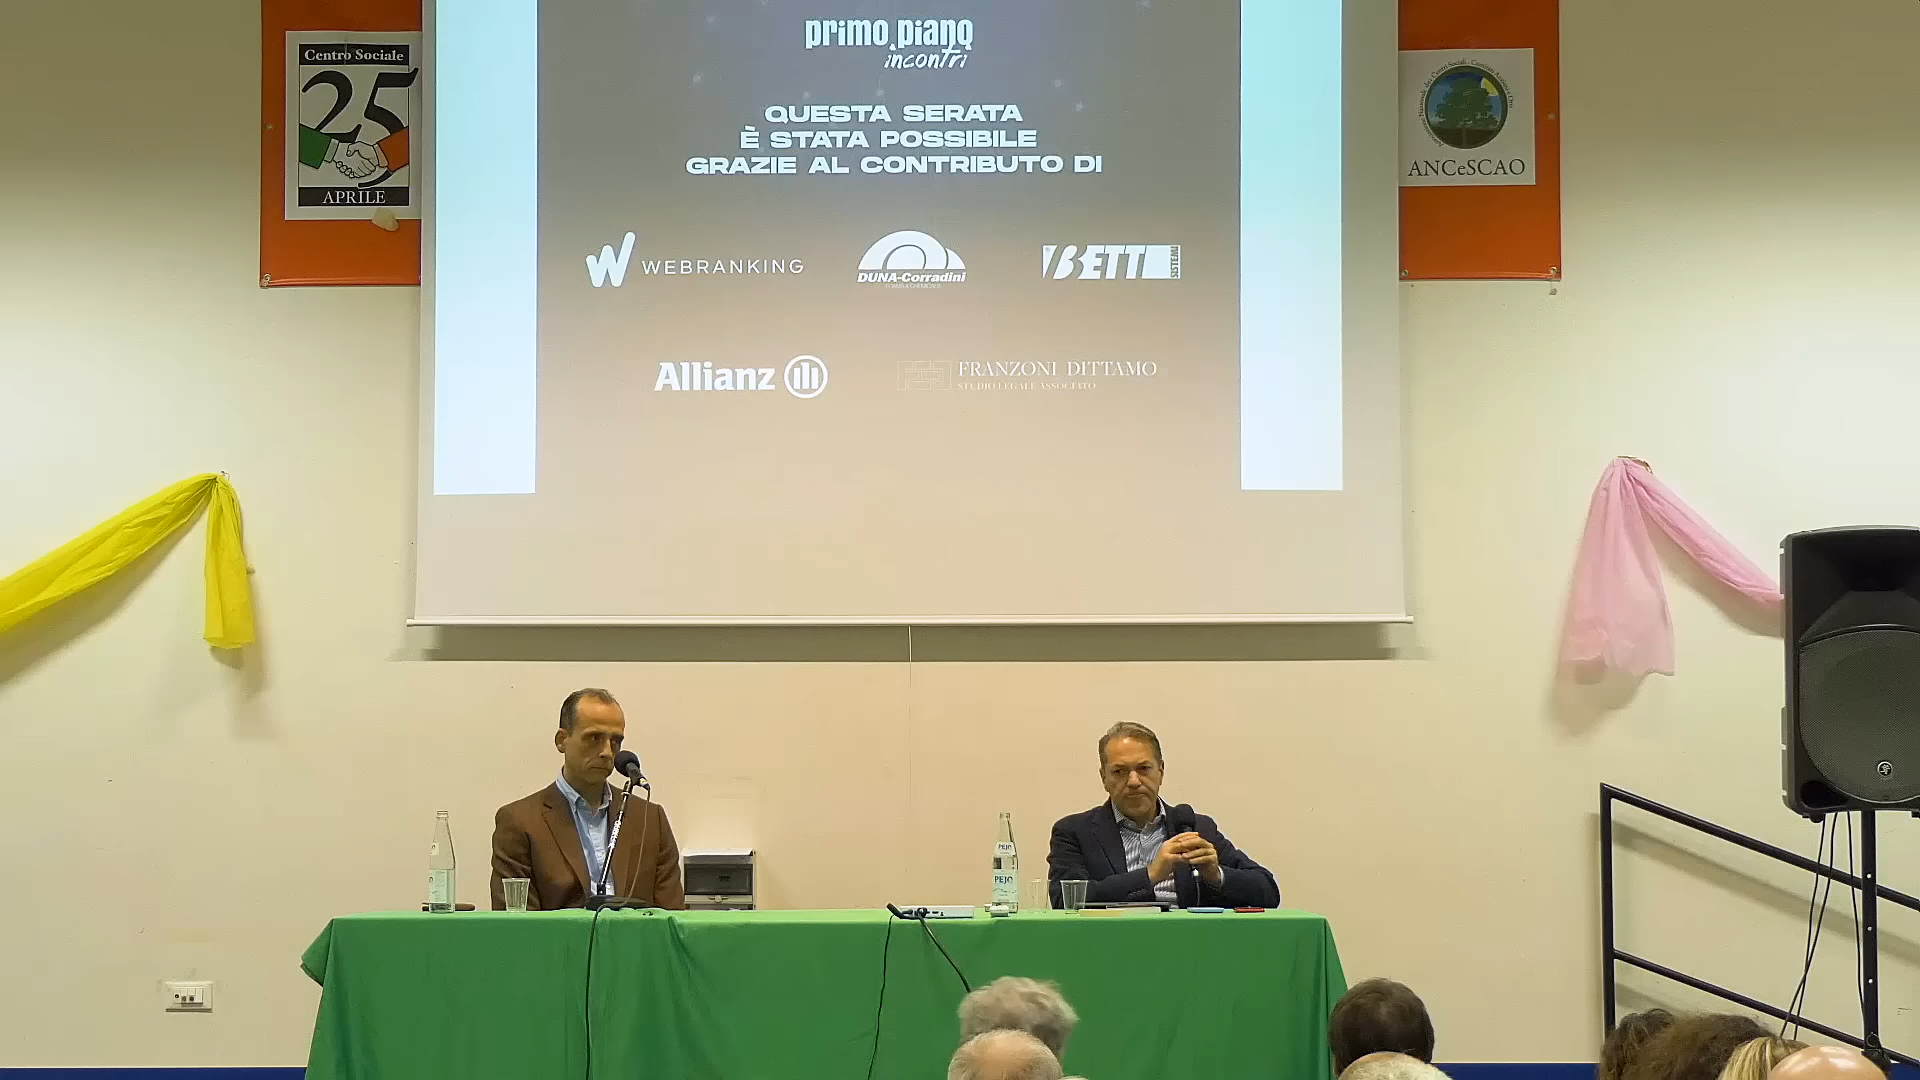 Centro Sociale
25
APRILE
primo piano
& incontri
QUESTA SERATA
È STATA POSSIBILE
GRAZIE AL CONTRIBUTO DI
WEBRANKING
DUNA-Corradini
BETTI SISTEMI
Allianz
FRANZONI DITTAMO
STUDIO LEGALE ASSOCIATO
ANCeSCAO
PEJO
PEJO